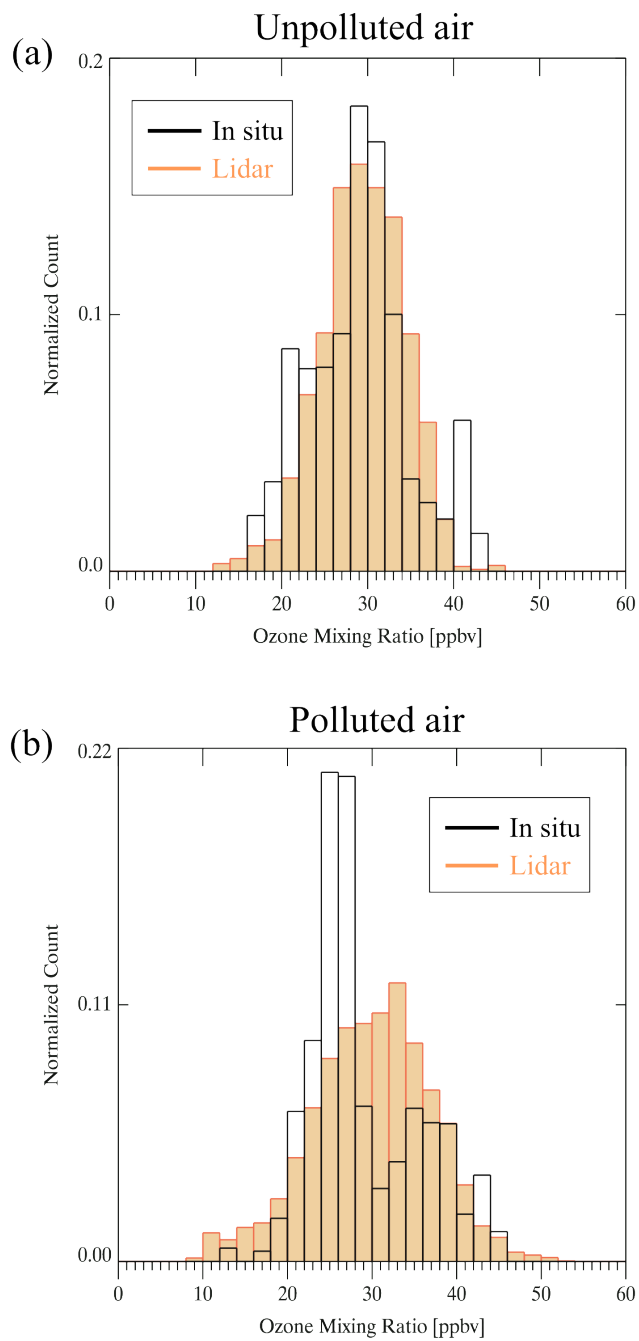 Unpolluted air
(a)
0.2
In situ
Lidar
0.1
Normalized Count
0.0
0 10 20 30 40 50 60
Ozone Mixing Ratio [ppbv]
Polluted air
(b)
0.22
In situ
Lidar
0.11
Normalized Count
0.00
0 10 20 30 40 50 60
Ozone Mixing Ratio [ppbv]